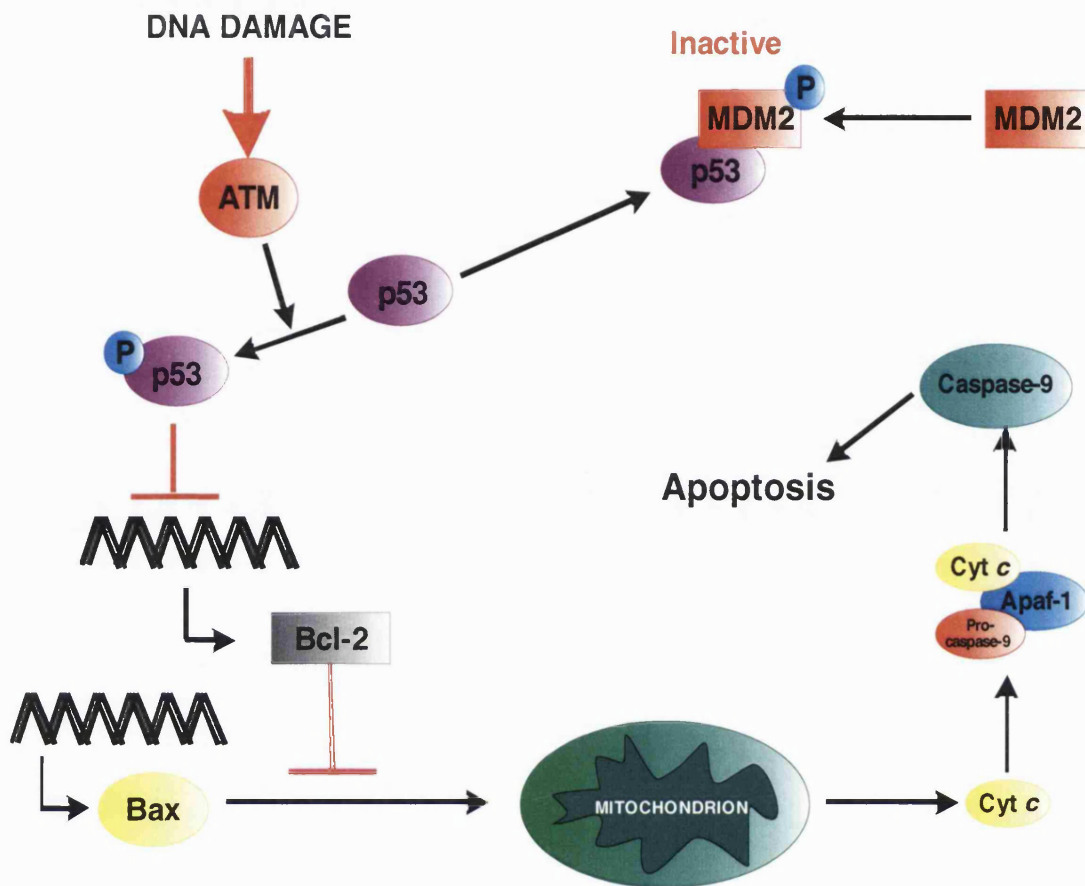 DNA DAMAGE
Inactive
P
MDM2
MDM2
p53
ATM
p53
P
p53
Caspase-9
Apoptosis
Cyt c
Apaf-1
Pro-
caspase-9
Bcl-2
Bax
MITOCHONDRION
Cyt c